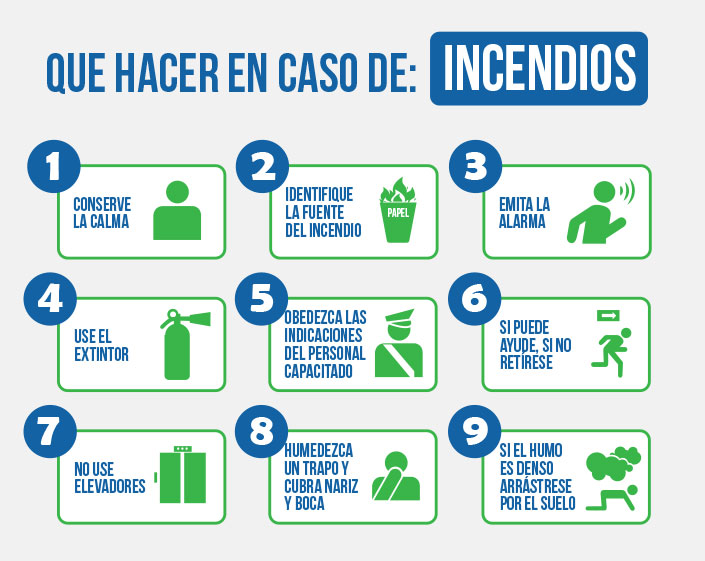 QUE HACER EN CASO DE: INCENDIOS
1
CONSERVE
LA CALMA
2
IDENTIFIQUE
LA FUENTE
DEL INCENDIO
PAPEL
3
EMITA LA
ALARMA
4
USE EL
EXTINTOR
5
OBEDEZCA LAS
INDICACIONES
DEL PERSONAL
CAPACITADO
6
SI PUEDE
AYUDE, SI NO
RETÍRESE
7
NO USE
ELEVADORES
8
HUMEDEZCA
UN TRAPO Y
CUBRA NARIZ
Y BOCA
9
SI EL HUMO
ES DENSO
ARRÁSTRESE
POR EL SUELO